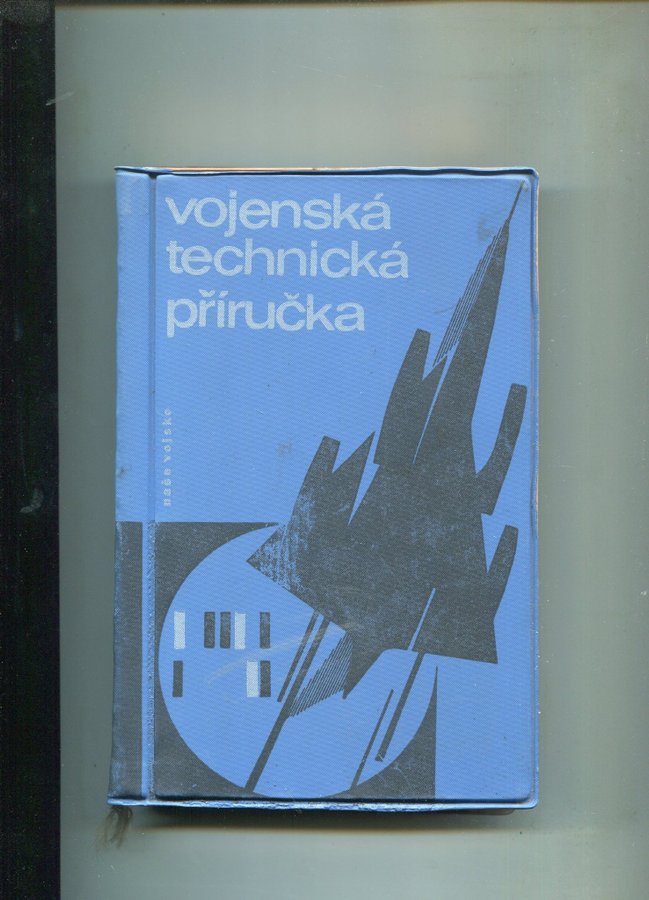 vojenská
technická
příručka
naše vojsko